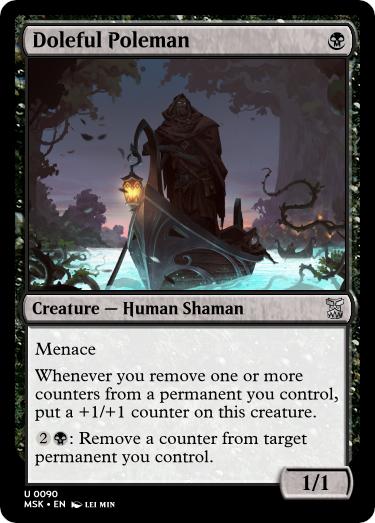 Doleful Poleman
Creature — Human Shaman
Menace
Whenever you remove one or more
counters from a permanent you control,
put a +1/+1 counter on this creature.
2 : Remove a counter from target
permanent you control.
1/1
U 0090
MSK • EN LEI MIN